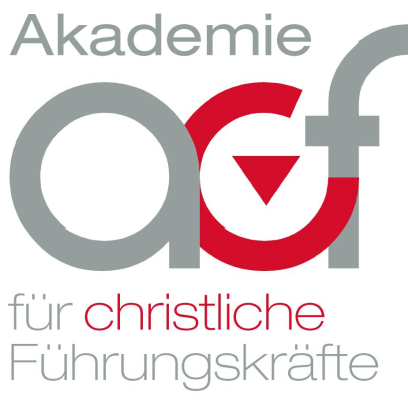 Akademie
acf
für christliche
Führungskräfte